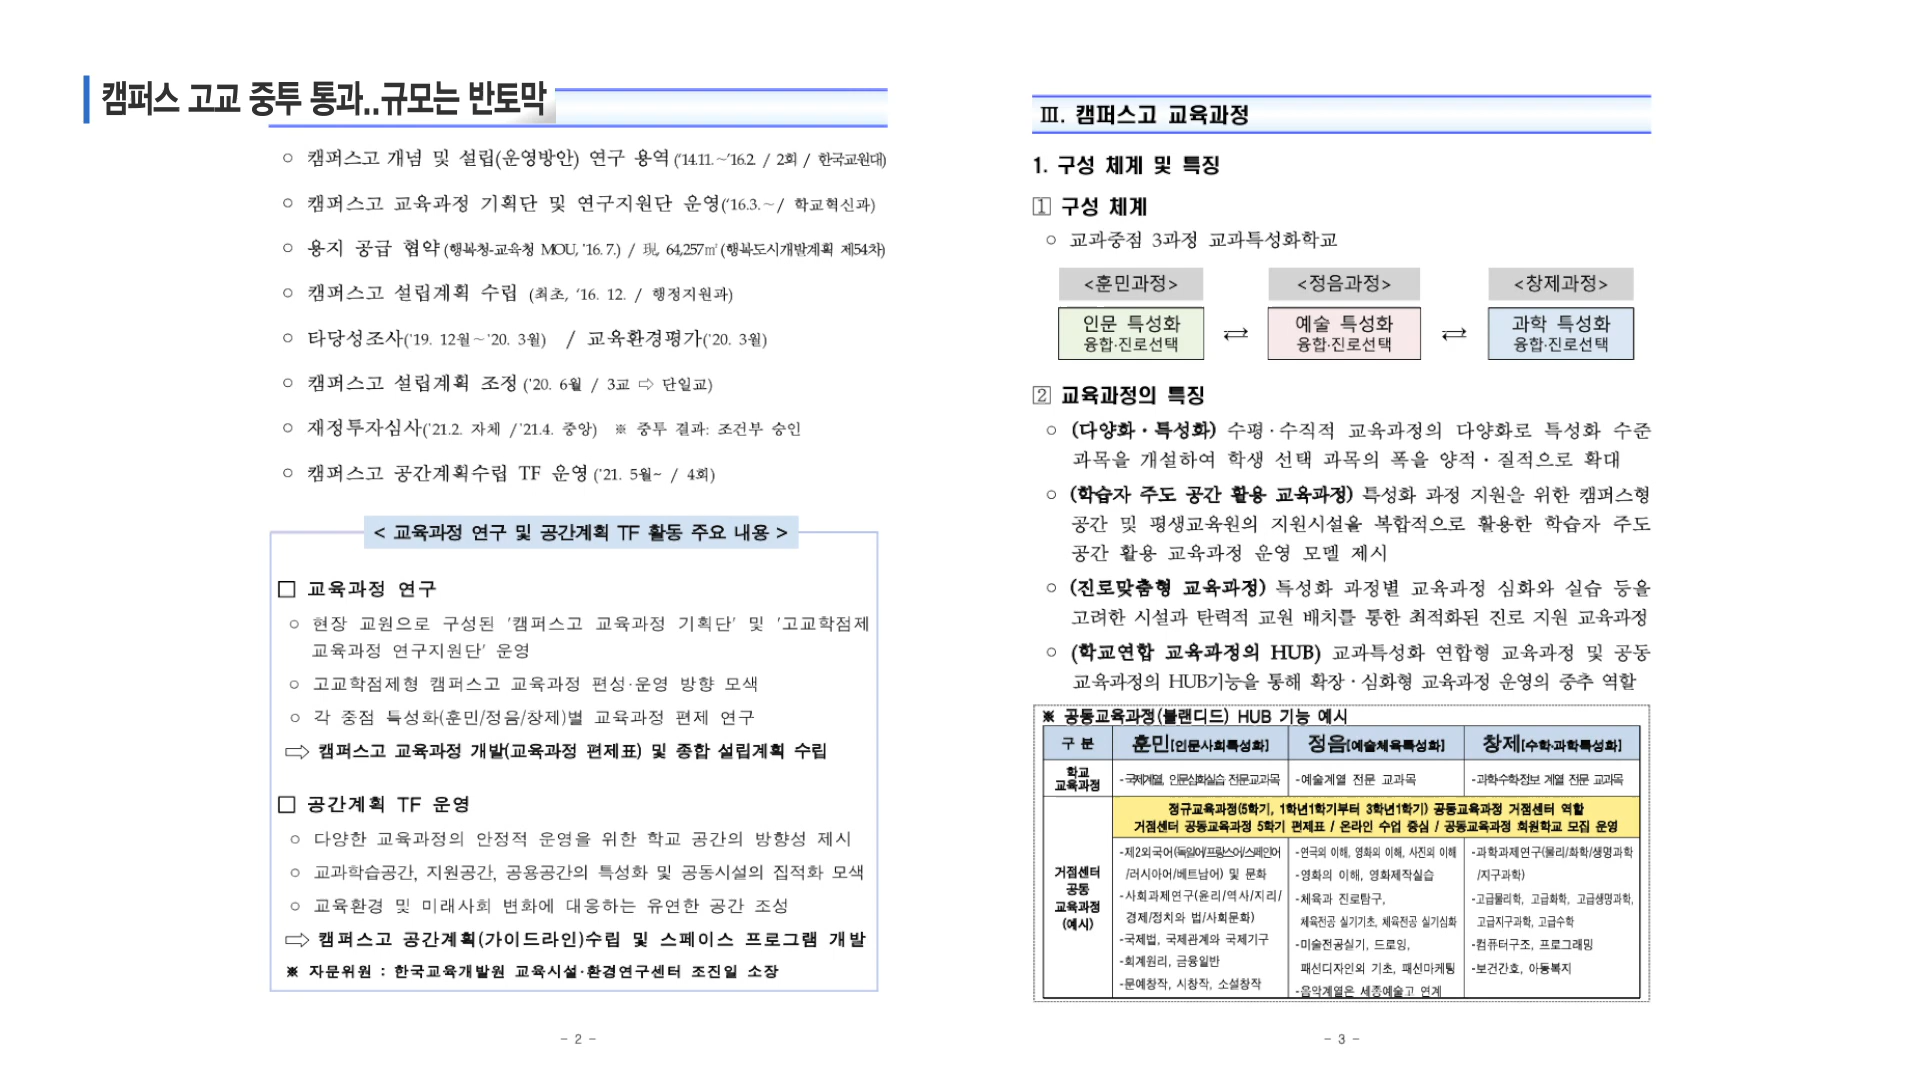 캠퍼스 고교 중투 통과..규모는 반토막
○ 캠퍼스고 개념 및 설립(운영방안) 연구 용역 ('14.11.~'16.2. / 2회 / 한국교원대)
○ 캠퍼스고 교육과정 기획단 및 연구지원단 운영('16.3.~/ 학교혁신과)
○ 용지 공급 협약 (행복청-교육청 MOU, '16. 7.) / 現, 64,257㎡ (행복도시개발계획 제54차)
○ 캠퍼스고 설립계획 수립 (최초, '16. 12. / 행정지원과)
○ 타당성조사('19. 12월~'20. 3월) / 교육환경평가('20. 3월)
○ 캠퍼스고 설립계획 조정 ('20. 6월 / 3교 ⇨ 단일교)
○ 재정투자심사('21.2. 자체 /'21.4. 중앙) ※ 중투 결과: 조건부 승인
○ 캠퍼스고 공간계획수립 TF 운영 ('21. 5월~ / 4회)
< 교육과정 연구 및 공간계획 TF 활동 주요 내용 >
□ 교육과정 연구
○ 현장 교원으로 구성된 '캠퍼스고 교육과정 기획단' 및 '고교학점제
교육과정 연구지원단' 운영
○ 고교학점제형 캠퍼스고 교육과정 편성·운영 방향 모색
○ 각 중점 특성화(훈민/정음/창제)별 교육과정 편제 연구
⇨ 캠퍼스고 교육과정 개발(교육과정 편제표) 및 종합 설립계획 수립
□ 공간계획 TF 운영
○ 다양한 교육과정의 안정적 운영을 위한 학교 공간의 방향성 제시
○ 교과학습공간, 지원공간, 공용공간의 특성화 및 공동시설의 집적화 모색
○ 교육환경 및 미래사회 변화에 대응하는 유연한 공간 조성
⇨ 캠퍼스고 공간계획(가이드라인)수립 및 스페이스 프로그램 개발
※ 자문위원 : 한국교육개발원 교육시설·환경연구센터 조진일 소장
- 2 -
Ⅲ. 캠퍼스고 교육과정
1. 구성 체계 및 특징
1 구성 체계
○ 교과중점 3과정 교과특성화학교
<훈민과정> <정음과정> <창제과정>
인문 특성화 ⇄ 예술 특성화 ⇄ 과학 특성화
융합·진로선택 융합·진로선택 융합·진로선택
2 교육과정의 특징
○ (다양화·특성화) 수평·수직적 교육과정의 다양화로 특성화 수준
과목을 개설하여 학생 선택 과목의 폭을 양적·질적으로 확대
○ (학습자 주도 공간 활용 교육과정) 특성화 과정 지원을 위한 캠퍼스형
공간 및 평생교육원의 지원시설을 복합적으로 활용한 학습자 주도
공간 활용 교육과정 운영 모델 제시
○ (진로맞춤형 교육과정) 특성화 과정별 교육과정 심화와 실습 등을
고려한 시설과 탄력적 교원 배치를 통한 최적화된 진로 지원 교육과정
○ (학교연합 교육과정의 HUB) 교과특성화 연합형 교육과정 및 공동
교육과정의 HUB기능을 통해 확장·심화형 교육과정 운영의 중추 역할
※ 공동교육과정(블랜디드) HUB 기능 예시
구 분 훈민[인문사회특성화] 정음[예술체육특성화] 창제[수학·과학특성화]
학교
교육과정 -국제계열, 인문심화실습 전문교과목 -예술계열 전문 교과목 -과학·수학·정보 계열 전문 교과목
정규교육과정(5학기, 1학년1학기부터 3학년1학기) 공동교육과정 거점센터 역할
거점센터 공동교육과정 5학기 편제표 / 온라인 수업 중심 / 공동교육과정 회원학교 모집 운영
거점센터
공동
교육과정
(예시)
-제2외국어(독일어/프랑스어/스페인어
/러시아어/베트남어) 및 문화
-사회과제연구(윤리/역사/지리/
경제/정치와 법/사회문화)
-국제법, 국제관계와 국제기구
-회계원리, 금융일반
-문예창작, 시창작, 소설창작
-연극의 이해, 영화의 이해, 사진의 이해
-영화의 이해, 영화제작실습
-체육과 진로탐구,
체육전공 실기기초, 체육전공 실기심화
-미술전공실기, 드로잉,
패션디자인의 기초, 패션마케팅
-음악계열은 세종예술고 연계
-과학과제연구(물리/화학/생명과학
/지구과학)
-고급물리학, 고급화학, 고급생명과학,
고급지구과학, 고급수학
-컴퓨터구조, 프로그래밍
-보건간호, 아동복지
- 3 -